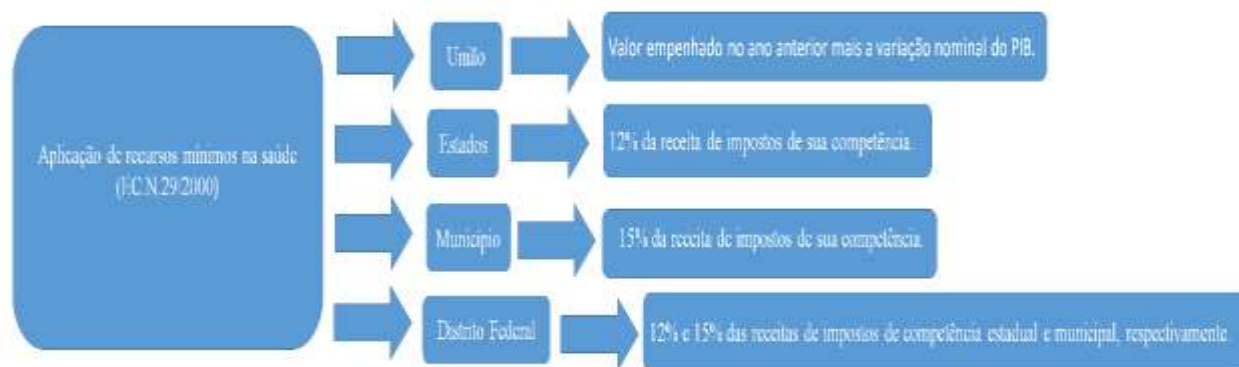 Aplicação de recursos mínimos na saúde
(E.C.N.29/2000)
União
Valor empenhado no ano anterior mais a variação nominal do PIB.
Estados
12% da receita de impostos de sua competência.
Município
15% da receita de impostos de sua competência.
Distrito Federal
12% e 15% das receitas de impostos de competência estadual e municipal, respectivamente.